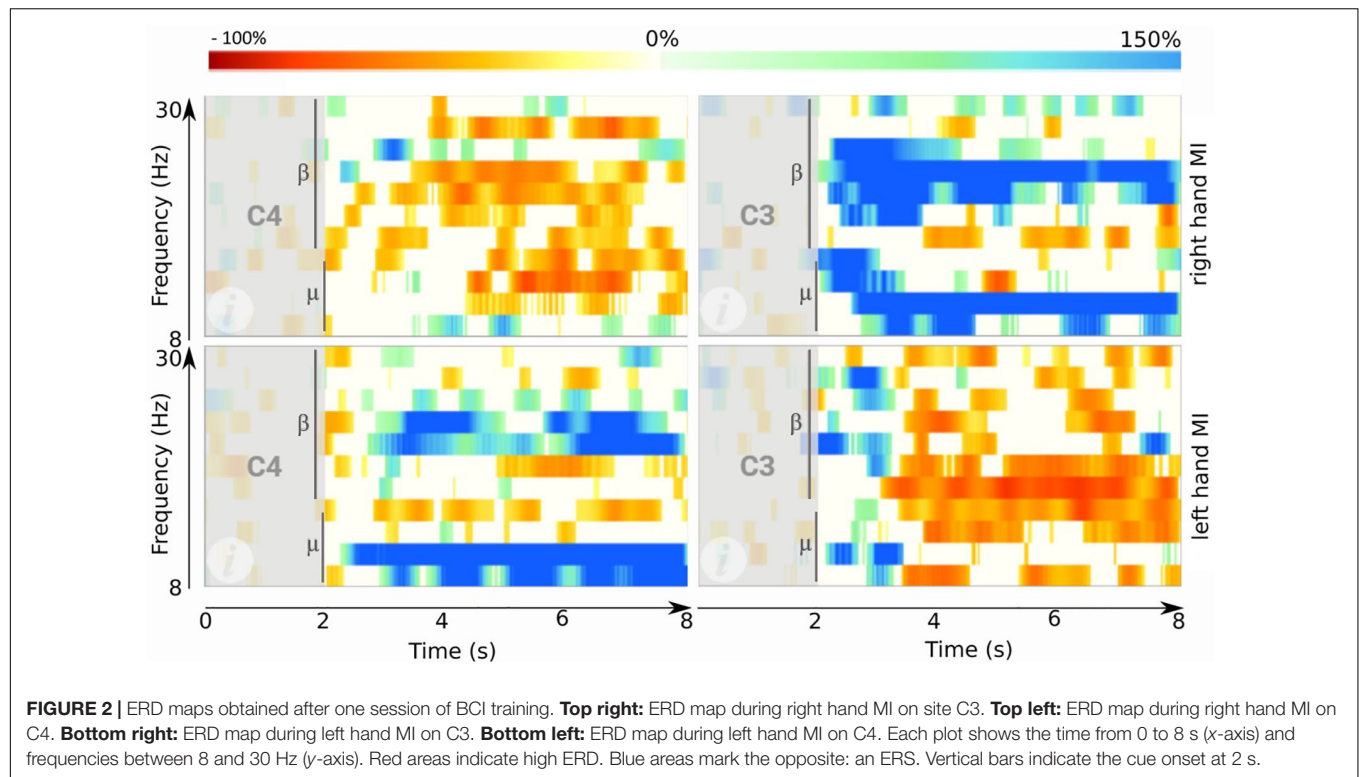 - 100% 0% 150%
30
Frequency (Hz)
β
C4
μ
i
8
β
C3
μ
i
right hand MI
30
Frequency (Hz)
β
C4
μ
i
8
β
C3
μ
i
left hand MI
0 2 4 6 8
2 4 6 8
Time (s) Time (s)
FIGURE 2 | ERD maps obtained after one session of BCI training. Top right: ERD map during right hand MI on site C3. Top left: ERD map during right hand MI on
C4. Bottom right: ERD map during left hand MI on C3. Bottom left: ERD map during left hand MI on C4. Each plot shows the time from 0 to 8 s (x-axis) and
frequencies between 8 and 30 Hz (y-axis). Red areas indicate high ERD. Blue areas mark the opposite: an ERS. Vertical bars indicate the cue onset at 2 s.